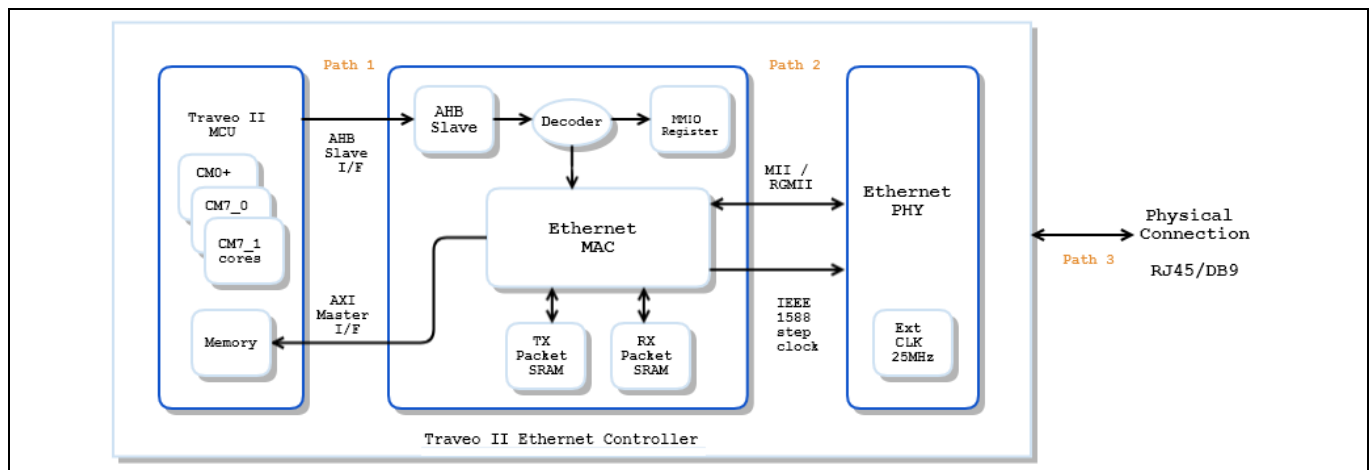 Path 1
Path 2
Traveo II
MCU
CM0+
CM7_0
CM7_1
cores
Memory
AHB
Slave
I/F
AXI
Master
I/F
AHB
Slave
Decoder
MMIO
Register
Ethernet
MAC
TX
Packet
SRAM
RX
Packet
SRAM
MII /
RGMII
IEEE
1588
step
clock
Ethernet
PHY
Ext
CLK
25MHz
Physical
Connection
Path 3
RJ45/DB9
Traveo II Ethernet Controller